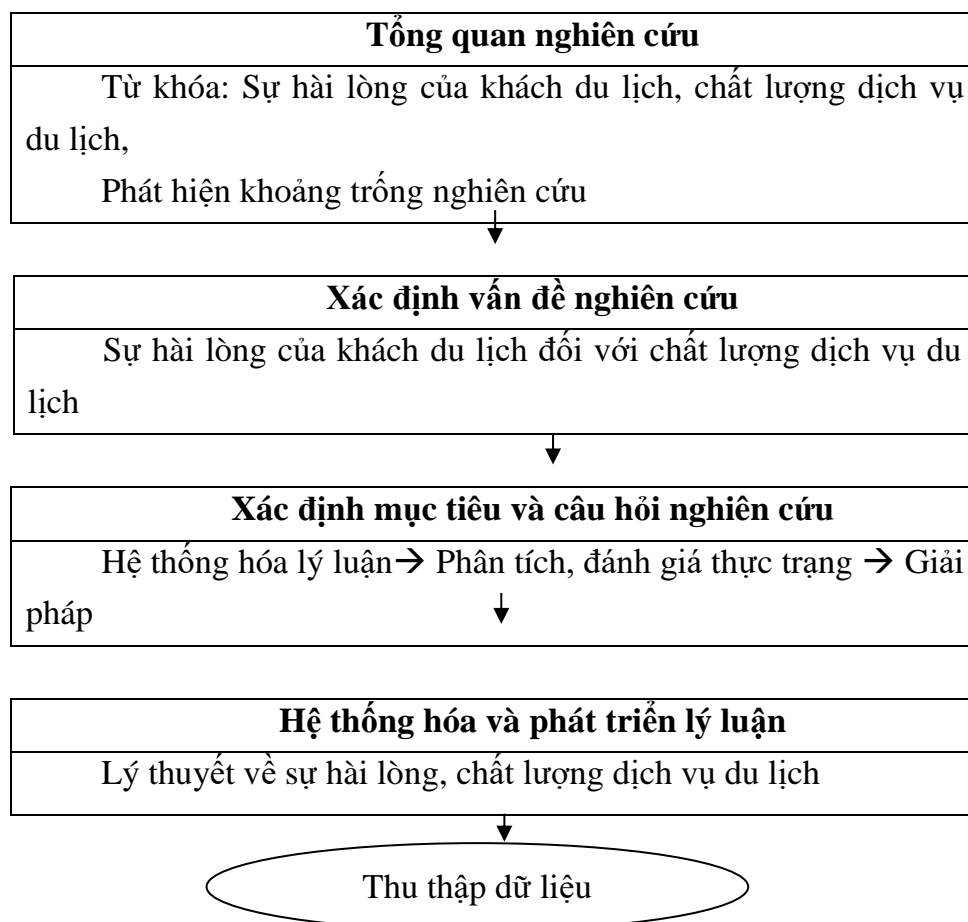 Tổng quan nghiên cứu
Từ khóa: Sự hài lòng của khách du lịch, chất lượng dịch vụ
du lịch,
Phát hiện khoảng trống nghiên cứu
Xác định vấn đề nghiên cứu
Sự hài lòng của khách du lịch đối với chất lượng dịch vụ du
lịch
Xác định mục tiêu và câu hỏi nghiên cứu
Hệ thống hóa lý luận→ Phân tích, đánh giá thực trạng → Giải
pháp
Hệ thống hóa và phát triển lý luận
Lý thuyết về sự hài lòng, chất lượng dịch vụ du lịch
Thu thập dữ liệu